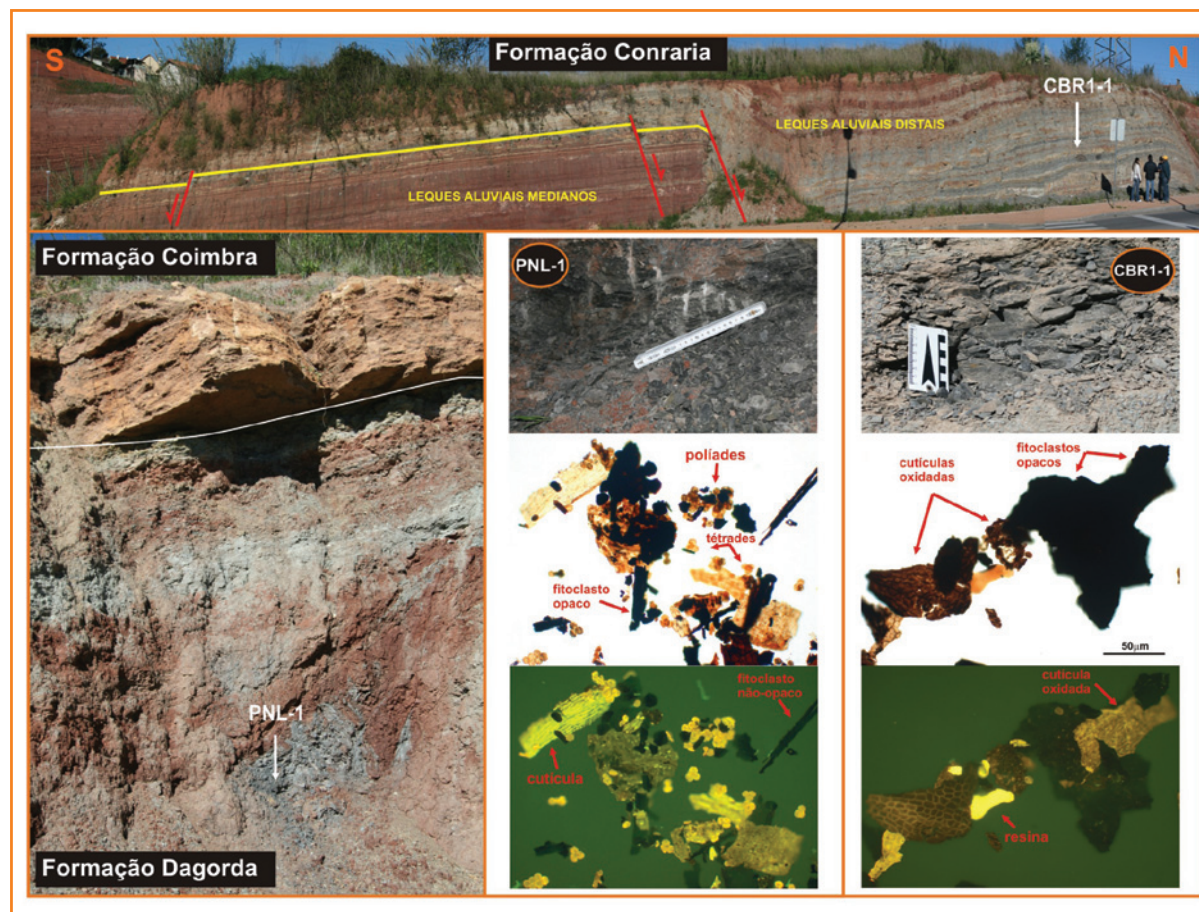 S
Formação Conraria
N
CBR1-1
LEQUES ALUVIAIS DISTAIS
LEQUES ALUVIAIS MEDIANOS
Formação Coimbra
PNL-1
Formação Dagorda
PNL-1
políades
tétrades
fitoclasto
opaco
fitoclasto
não-opaco
cutícula
CBR1-1
fitoclastos
opacos
cutículas
oxidadas
50µm
cutícula
oxidada
resina